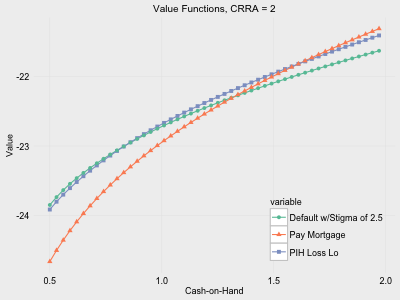 Value Functions, CRRA = 2
Value
-22
-23
-24
0.5
1.0
1.5
2.0
Cash-on-Hand
variable
Default w/Stigma of 2.5
Pay Mortgage
PIH Loss Lo